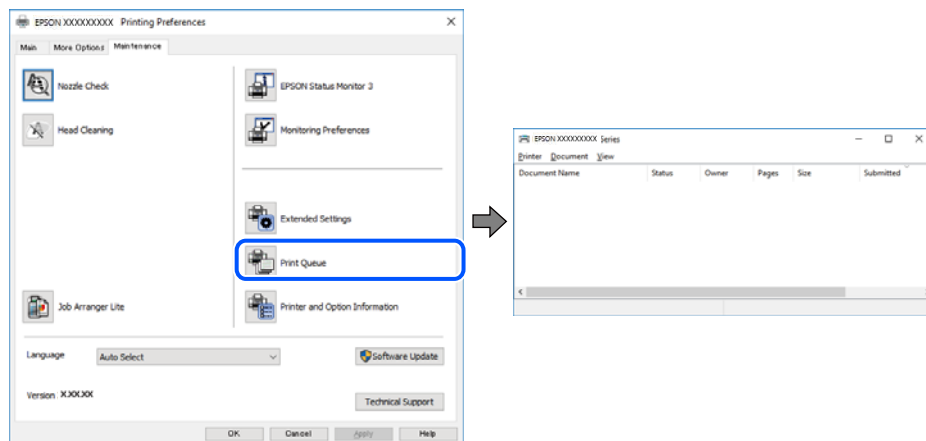 EPSON XXXXXXXXX Printing Preferences
Main More Options Maintenance
Nozzle Check
Head Cleaning
Job Arranger Lite
EPSON Status Monitor 3
Monitoring Preferences
Extended Settings
Print Queue
Printer and Option Information
Language Auto Select Software Update
Version X.XX.XX
Technical Support
OK Cancel Apply Help
EPSON XXXXXXXXX Series
Printer Document View
Document Name Status Owner Pages Size Submitted